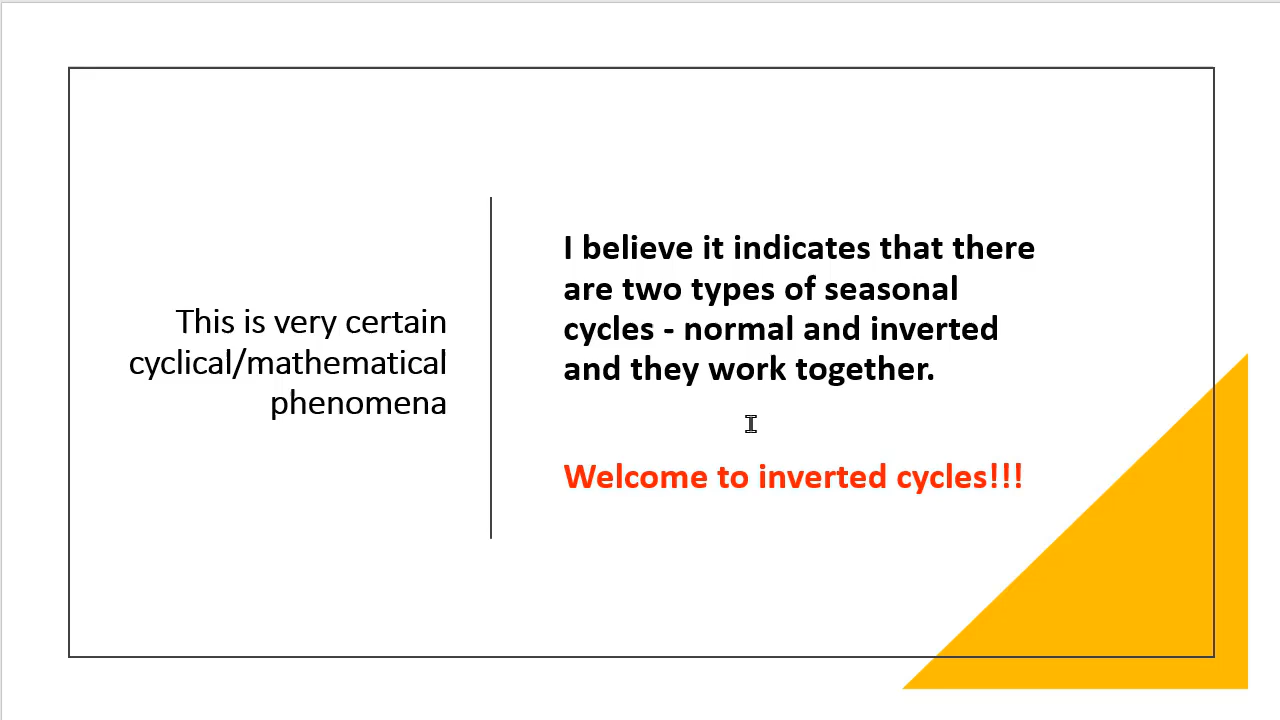 This is very certain
cyclical/mathematical
phenomena
I believe it indicates that there
are two types of seasonal
cycles - normal and inverted
and they work together.
Welcome to inverted cycles!!!